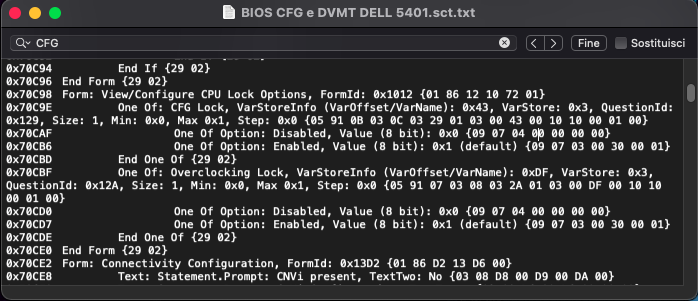 BIOS CFG e DVMT DELL 5401.sct.txt
CFG
Fine
Sostituisci
0x70C94 End If {29 02}
0x70C96 End Form {29 02}
0x70C98 Form: View/Configure CPU Lock Options, FormId: 0x1012 {01 86 12 10 72 01}
0x70C9E One Of: CFG Lock, VarStoreInfo (VarOffset/VarName): 0x43, VarStore: 0x3, QuestionId:
0x129, Size: 1, Min: 0x0, Max 0x1, Step: 0x0 {05 91 0B 03 0C 03 29 01 03 00 43 00 10 10 00 01 00}
0x70CAF One Of Option: Disabled, Value (8 bit): 0x0 {09 07 04 00 00 00 00}
0x70CB6 One Of Option: Enabled, Value (8 bit): 0x1 (default) {09 07 03 00 30 00 01}
0x70CBD End One Of {29 02}
0x70CBF One Of: Overclocking Lock, VarStoreInfo (VarOffset/VarName): 0xDF, VarStore: 0x3,
QuestionId: 0x12A, Size: 1, Min: 0x0, Max 0x1, Step: 0x0 {05 91 07 03 08 03 2A 01 03 00 DF 00 10 10
00 01 00}
0x70CD0 One Of Option: Disabled, Value (8 bit): 0x0 {09 07 04 00 00 00 00}
0x70CD7 One Of Option: Enabled, Value (8 bit): 0x1 (default) {09 07 03 00 30 00 01}
0x70CDE End One Of {29 02}
0x70CE0 End Form {29 02}
0x70CE2 Form: Connectivity Configuration, FormId: 0x13D2 {01 86 D2 13 D6 00}
0x70CE8 Text: Statement.Prompt: CNVi present, TextTwo: No {03 08 D8 00 D9 00 DA 00}